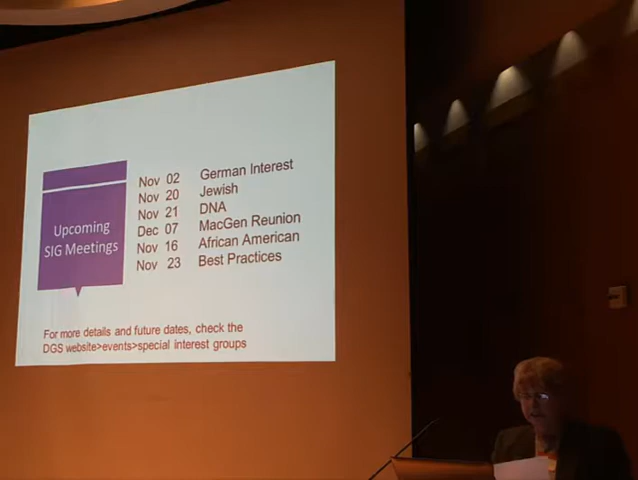 Upcoming
SIG Meetings
Nov 02 German Interest
Nov 20 Jewish
Nov 21 DNA
Dec 07 MacGen Reunion
Nov 16 African American
Nov 23 Best Practices
For more details and future dates, check the
DGS website>events>special interest groups